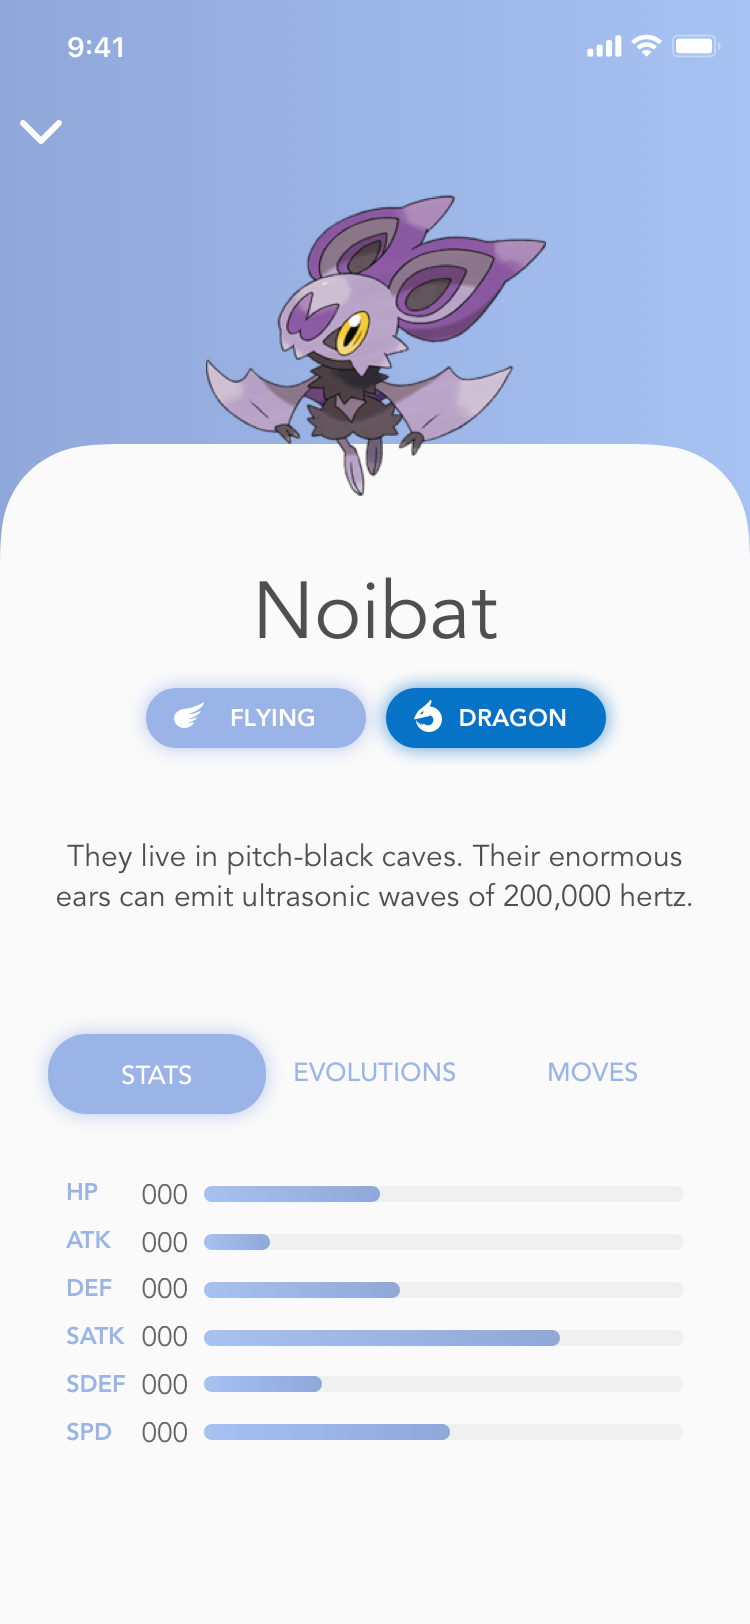 9:41
Noibat
FLYING DRAGON
They live in pitch-black caves. Their enormous
ears can emit ultrasonic waves of 200,000 hertz.
STATS EVOLUTIONS MOVES
HP 000
ATK 000
DEF 000
SATK 000
SDEF 000
SPD 000